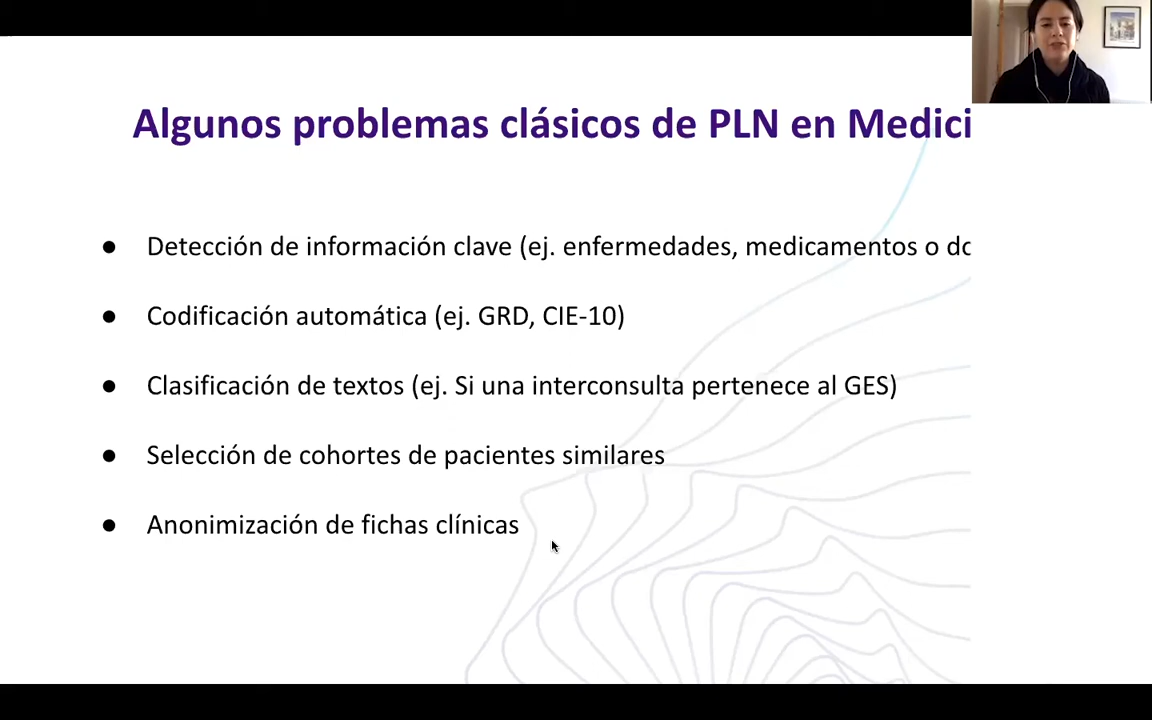 Algunos problemas clásicos de PLN en Medici
● Detección de información clave (ej. enfermedades, medicamentos o
● Codificación automática (ej. GRD, CIE-10)
● Clasificación de textos (ej. Si una interconsulta pertenece al GES)
● Selección de cohortes de pacientes similares
● Anonimización de fichas clínicas